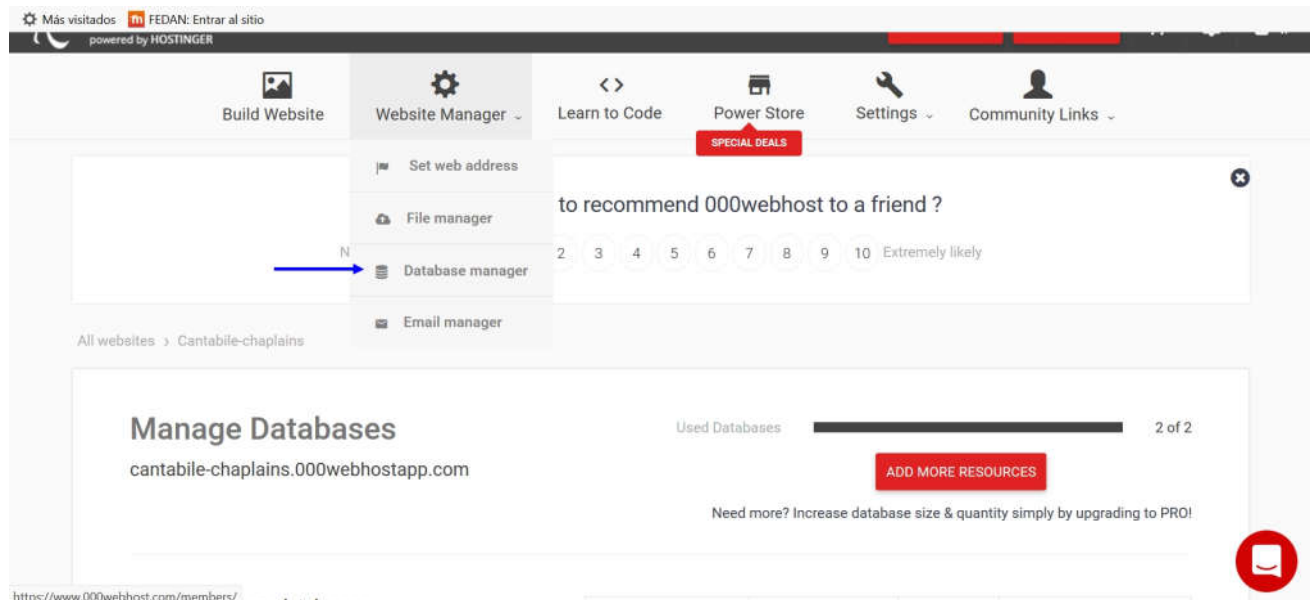 Más visitados FEDAN: Entrar al sitio
powered by HOSTINGER
Build Website Website Manager Learn to Code Power Store Settings Community Links
SPECIAL DEALS
Set web address
to recommend 000webhost to a friend ?
File manager
N 2 3 4 5 6 7 8 9 10 Extremely likely
Database manager
Email manager
All websites › Cantabile-chaplains
Manage Databases
Used Databases 2 of 2
cantabile-chaplains.000webhostapp.com
ADD MORE RESOURCES
Need more? Increase database size & quantity simply by upgrading to PRO!
https://www.000webhost.com/members/